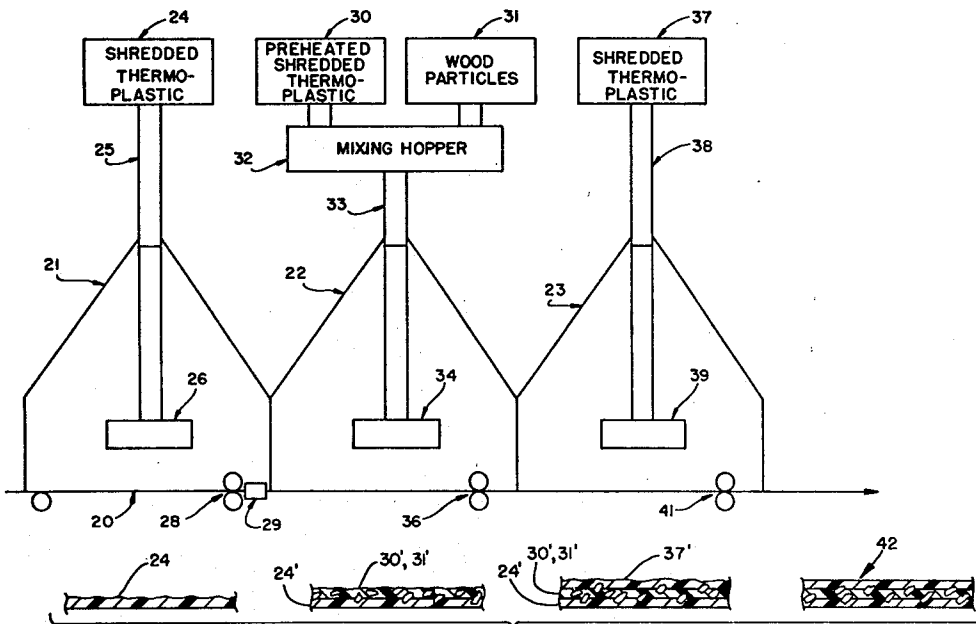 24
30
31
37
SHREDDED
THERMO-
PLASTIC
PREHEATED
SHREDDED
THERMO-
PLASTIC
WOOD
PARTICLES
SHREDDED
THERMO-
PLASTIC
25
32
MIXING HOPPER
38
33
21
22
23
26
34
39
20
28
29
36
41
24
24'
30', 31'
30', 31'
24'
37'
42